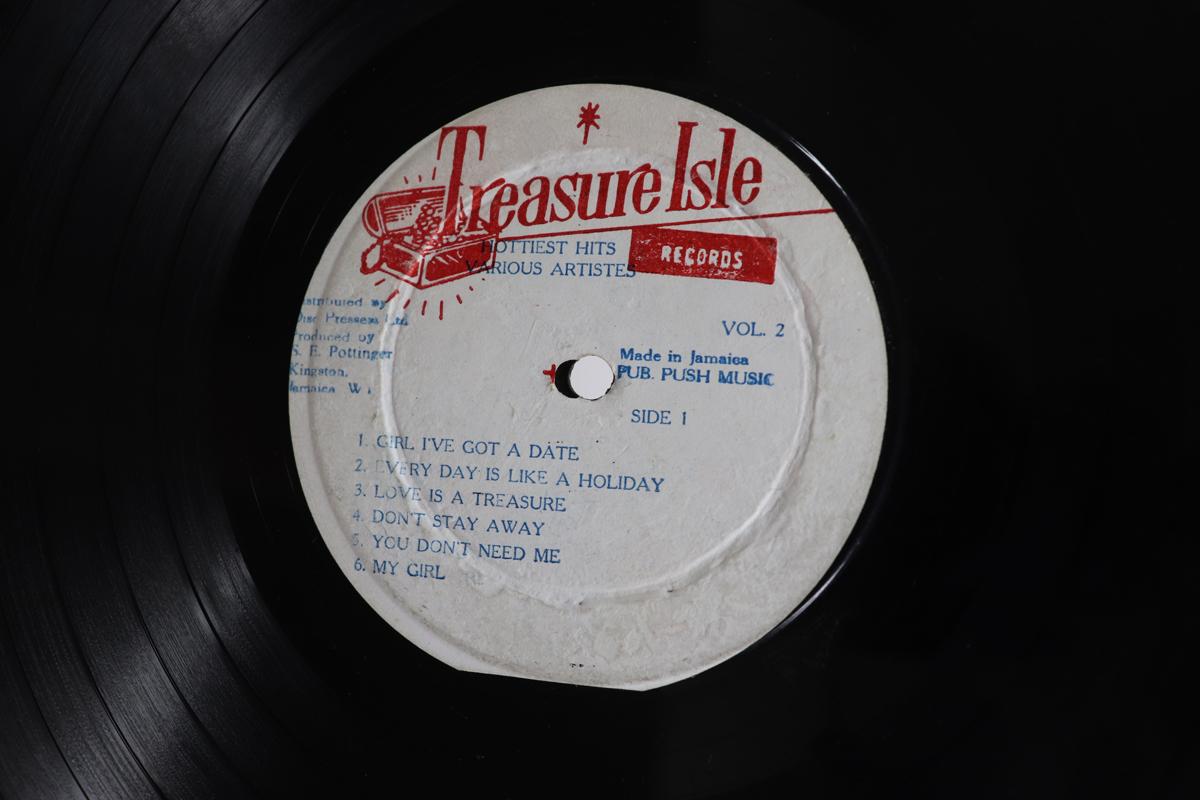 Treasure Isle
RECORDS
HOTTIEST HITS
VARIOUS ARTISTES
VOL. 2
Distributed by
Disc Pressers Ltd.
Produced by
S. E. Pottinger
Kingston,
Jamaica W I
Made in Jamaica
PUB. PUSH MUSIC
SIDE 1
1. GIRL I'VE GOT A DATE
2. EVERY DAY IS LIKE A HOLIDAY
3. LOVE IS A TREASURE
4. DON'T STAY AWAY
5. YOU DON'T NEED ME
6. MY GIRL